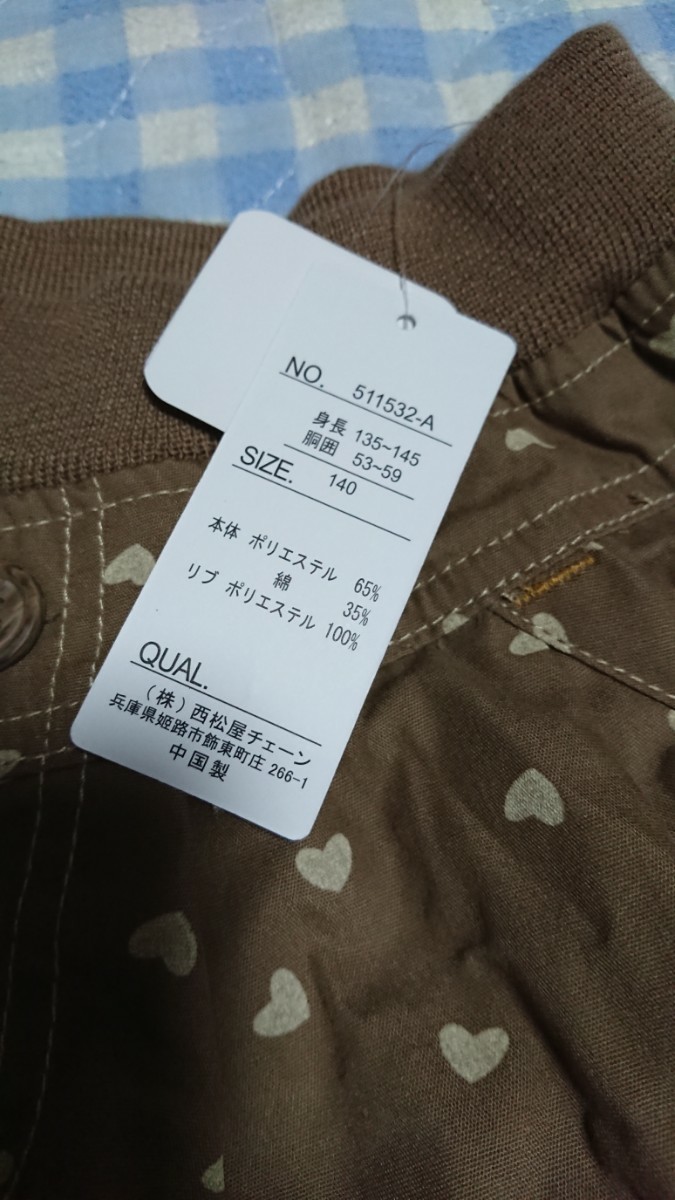 NO. 511532-A
身長 135~145
胴囲 53~59
SIZE. 140
本体 ポリエステル 65%
綿 35%
リブ ポリエステル 100%
QUAL.
(株)西松屋チェーン
兵庫県姫路市飾東町庄 266-1
中国製